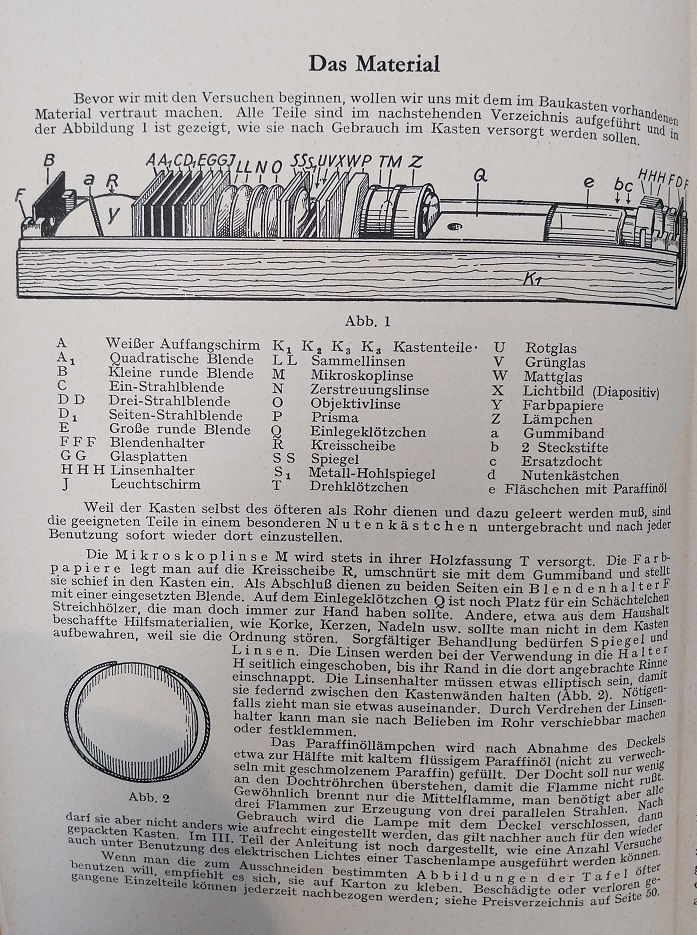 Das Material
Bevor wir mit den Versuchen beginnen, wollen wir uns mit dem im Baukasten vorhandenen
Material vertraut machen. Alle Teile sind im nachstehenden Verzeichnis aufgeführt und in
der Abbildung 1 ist gezeigt, wie sie nach Gebrauch im Kasten versorgt werden sollen.
F B a R Y A A₁ C D D₁ E G G J L L N O S S S₁ U V X W P T M Z Q e b c H H H F D F
K₁
Abb. 1
A Weißer Auffangschirm K₁ K₂ K₃ K₃ Kastenteile U Rotglas
A₁ Quadratische Blende L L Sammellinsen V Grünglas
B Kleine runde Blende M Mikroskoplinse W Mattglas
C Ein-Strahlblende N Zerstreuungslinse X Lichtbild (Diapositiv)
D D Drei-Strahlblende O Objektivlinse Y Farbpapiere
D₁ Seiten-Strahlblende P Prisma Z Lämpchen
E Große runde Blende Q Einlegeklötzchen a Gummiband
F F F Blendenhalter R Kreisscheibe b 2 Steckstifte
G G Glasplatten S S Spiegel c Ersatzdocht
H H H Linsenhalter S₁ Metall-Hohlspiegel d Nutenkästchen
J Leuchtschirm T Drehklötzchen e Fläschchen mit Paraffinöl
Weil der Kasten selbst des öfteren als Rohr dienen und dazu geleert werden muß, sind
die geeigneten Teile in einem besonderen Nutenkästchen untergebracht und nach jeder
Benutzung sofort wieder dort einzustellen.
Die Mikroskoplinse M wird stets in ihrer Holzfassung T versorgt. Die Farb-
papiere legt man auf die Kreisscheibe R, umschnürt sie mit dem Gummiband und stellt
sie schief in den Kasten ein. Als Abschluß dienen zu beiden Seiten ein Blendenhalter F
mit einer eingesetzten Blende. Auf dem Einlegeklötzchen Q ist noch Platz für ein Schächtelchen
Streichhölzer, die man doch immer zur Hand haben sollte. Andere, etwa aus dem Haushalt
beschaffte Hilfsmaterialien, wie Korke, Kerzen, Nadeln usw. sollte man nicht in dem Kasten
aufbewahren, weil sie die Ordnung stören. Sorgfältiger Behandlung bedürfen Spiegel und
Linsen. Die Linsen werden bei der Verwendung in die Halter
H seitlich eingeschoben, bis ihr Rand in die dort angebrachte Rinne
einschnappt. Die Linsenhalter müssen etwas elliptisch sein, damit
sie federnd zwischen den Kastenwänden halten (Abb. 2). Nötigen-
falls zieht man sie etwas auseinander. Durch Verdrehen der Linsen-
halter kann man sie nach Belieben im Rohr verschiebbar machen
oder festklemmen.
Das Paraffinöllämpchen wird nach Abnahme des Deckels
etwa zur Hälfte mit kaltem flüssigem Paraffinöl (nicht zu verwech-
seln mit geschmolzenem Paraffin) gefüllt. Der Docht soll nur wenig
an den Dochtröhrchen überstehen, damit die Flamme nicht rußt.
Gewöhnlich brennt nur die Mittelflamme, man benötigt aber alle
drei Flammen zur Erzeugung von drei parallelen Strahlen. Nach
Abb. 2
Gebrauch wird die Lampe mit dem Deckel verschlossen, dann
darf sie aber nicht anders wie aufrecht eingestellt werden, das gilt nachher auch für den wieder
gepackten Kasten. Im III. Teil der Anleitung ist noch dargestellt, wie eine Anzahl Versuche
auch unter Benutzung des elektrischen Lichtes einer Taschenlampe ausgeführt werden können.
Wenn man die zum Ausschneiden bestimmten Abbildungen der Tafel öfter
benutzen will, empfiehlt es sich, sie auf Karton zu kleben. Beschädigte oder verloren ge-
gangene Einzelteile können jederzeit nachbezogen werden; siehe Preisverzeichnis auf Seite 50.